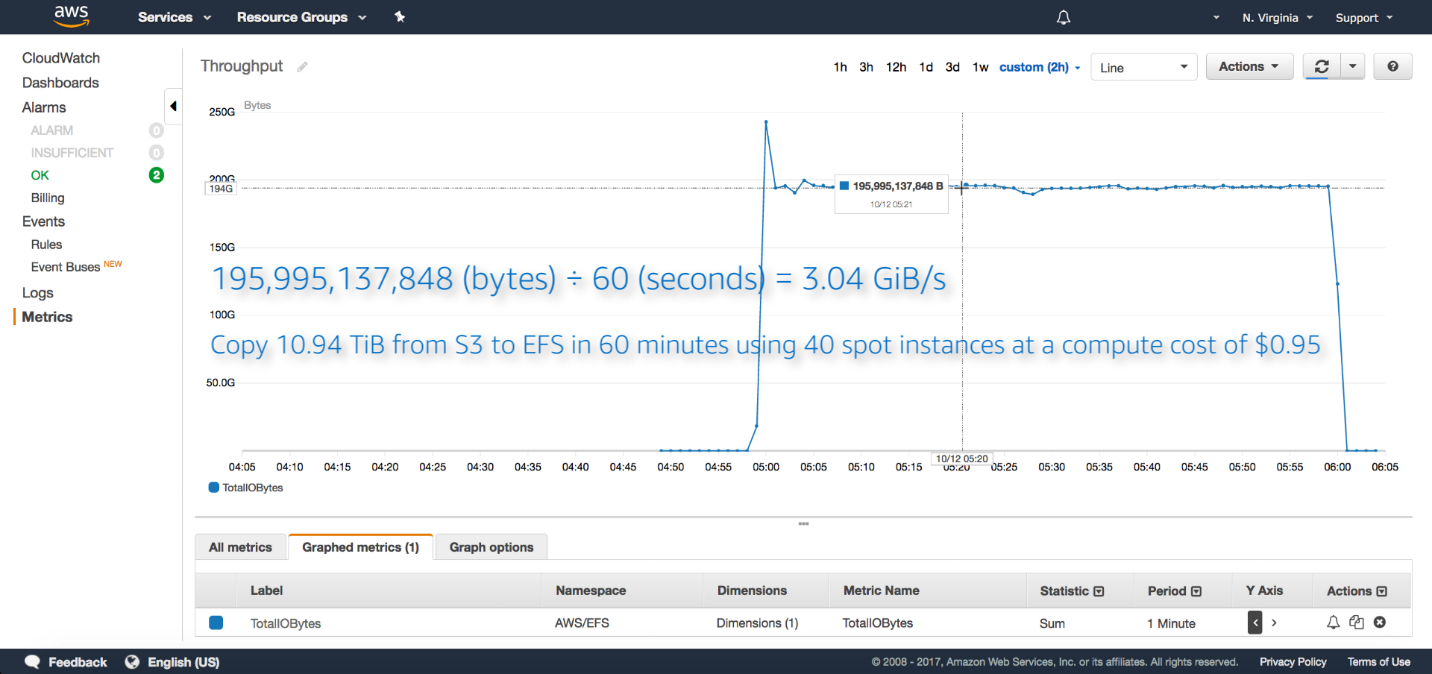 aws Services Resource Groups N. Virginia Support
CloudWatch
Dashboards
Alarms
ALARM 0
INSUFFICIENT 0
OK 2
Billing
Events
Rules
Event Buses NEW
Logs
Metrics
Throughput 1h 3h 12h 1d 3d 1w custom (2h) Line Actions
Bytes
250G
200G
194G
195,995,137,848 B
10/12 05:21
150G
195,995,137,848 (bytes) ÷ 60 (seconds) = 3.04 GiB/s
100G
Copy 10.94 TiB from S3 to EFS in 60 minutes using 40 spot instances at a compute cost of $0.95
50.0G
10/12 05:20
04:05 04:10 04:15 04:20 04:25 04:30 04:35 04:40 04:45 04:50 04:55 05:00 05:05 05:10 05:15 05:20 05:25 05:30 05:35 05:40 05:45 05:50 05:55 06:00 06:05
TotalIOBytes
All metrics Graphed metrics (1) Graph options
Label Namespace Dimensions Metric Name Statistic Period Y Axis Actions
TotalIOBytes AWS/EFS Dimensions (1) TotalIOBytes Sum 1 Minute
Feedback English (US) © 2008 - 2017, Amazon Web Services, Inc. or its affiliates. All rights reserved. Privacy Policy Terms of Use